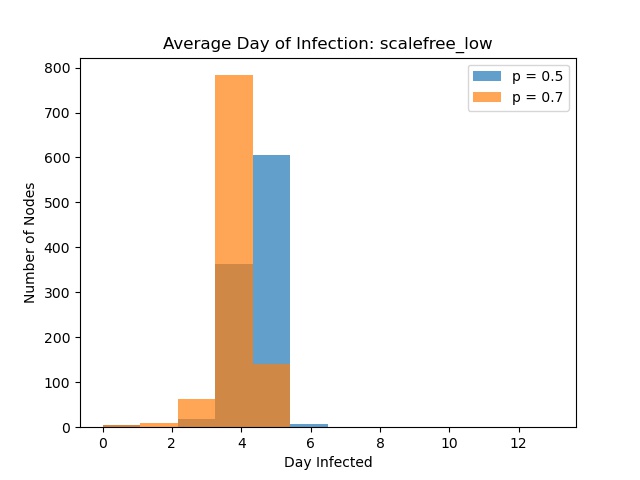 Average Day of Infection: scalefree_low
p = 0.5
p = 0.7
Number of Nodes
800
700
600
500
400
300
200
100
0
0 2 4 6 8 10 12
Day Infected